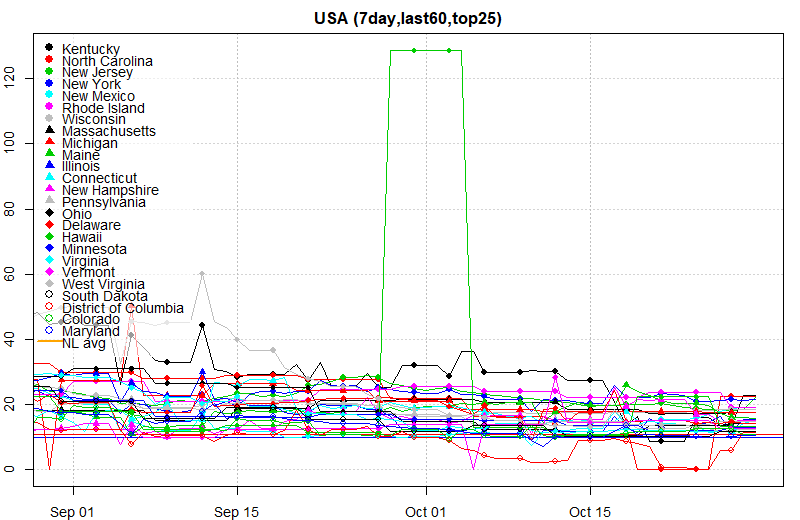 USA (7day,last60,top25)
Kentucky
North Carolina
New Jersey
New York
New Mexico
Rhode Island
Wisconsin
Massachusetts
Michigan
Maine
Illinois
Connecticut
New Hampshire
Pennsylvania
Ohio
Delaware
Hawaii
Minnesota
Virginia
Vermont
West Virginia
South Dakota
District of Columbia
Colorado
Maryland
NL avg
120
100
80
60
40
20
0
Sep 01 Sep 15 Oct 01 Oct 15